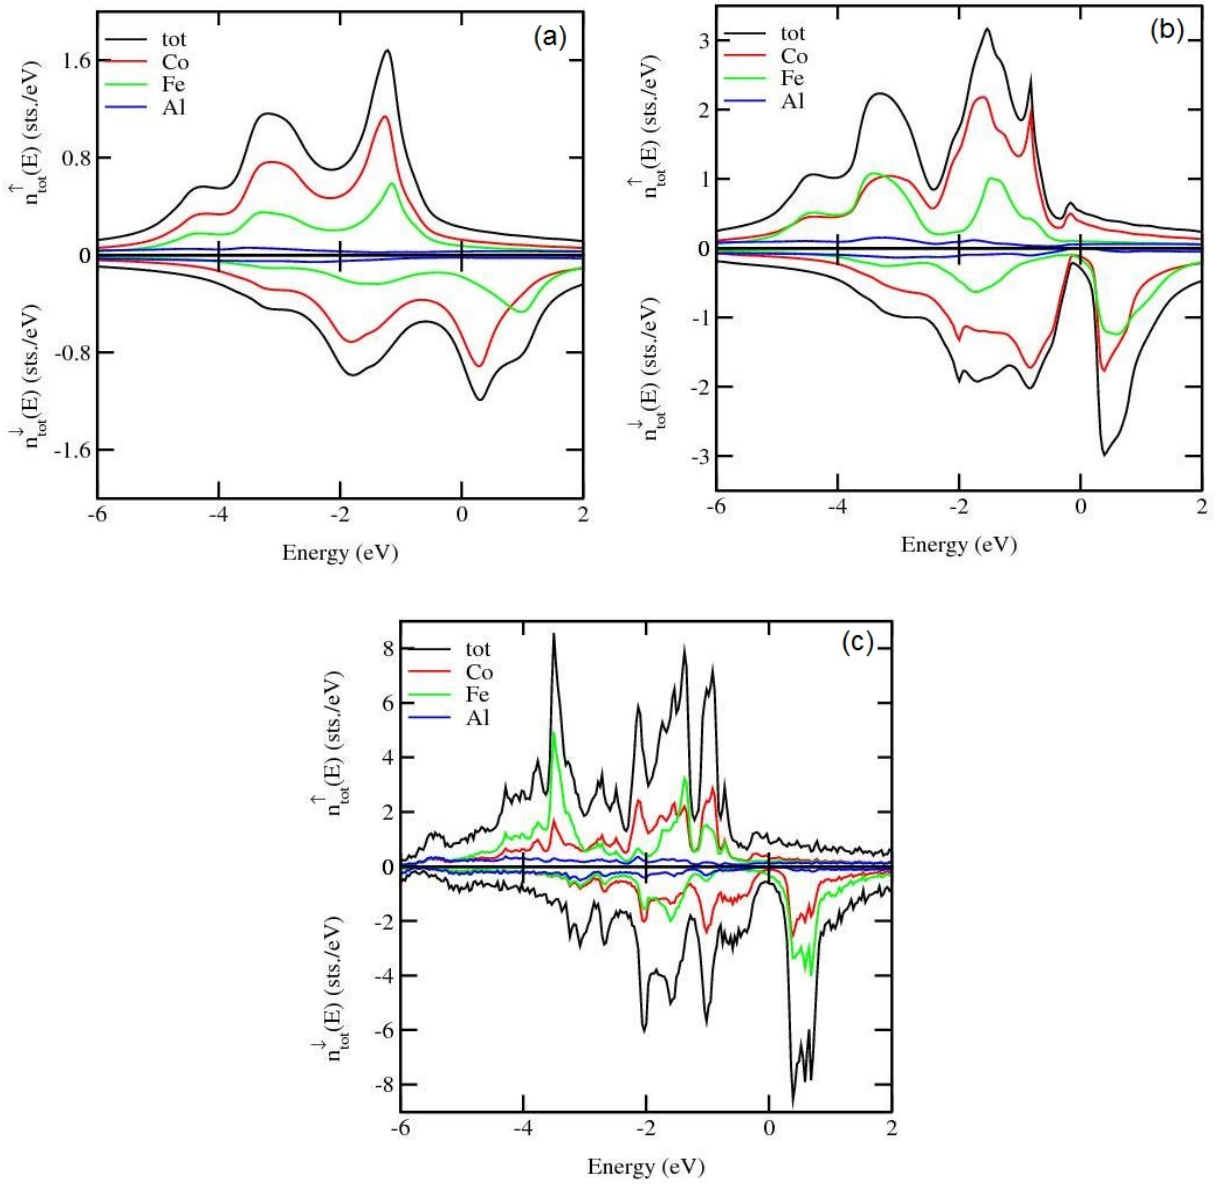 (a)
tot
Co
Fe
Al
1.6
0.8
0
-0.8
-1.6
n↑tot(E) (sts./eV)
n↓tot(E) (sts./eV)
-6 -4 -2 0 2
Energy (eV)
(b)
tot
Co
Fe
Al
3
2
1
0
-1
-2
-3
n↑tot(E) (sts./eV)
n↓tot(E) (sts./eV)
-6 -4 -2 0 2
Energy (eV)
(c)
tot
Co
Fe
Al
8
6
4
2
0
-2
-4
-6
-8
n↑tot(E) (sts./eV)
n↓tot(E) (sts./eV)
-6 -4 -2 0 2
Energy (eV)